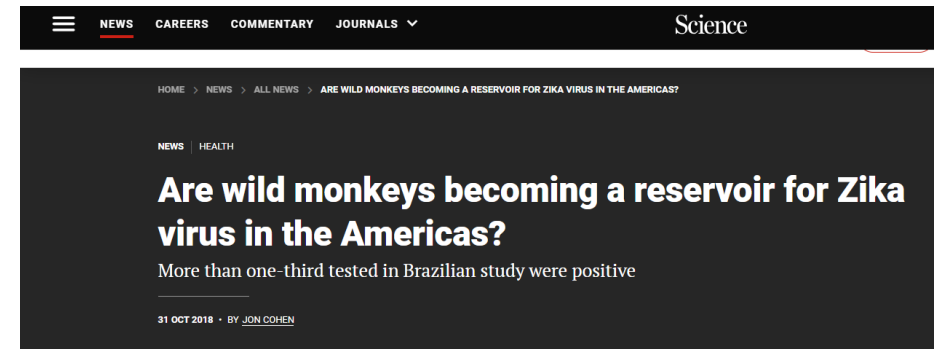 NEWS CAREERS COMMENTARY JOURNALS Science
HOME > NEWS > ALL NEWS > ARE WILD MONKEYS BECOMING A RESERVOIR FOR ZIKA VIRUS IN THE AMERICAS?
NEWS | HEALTH
Are wild monkeys becoming a reservoir for Zika
virus in the Americas?
More than one-third tested in Brazilian study were positive
31 OCT 2018 • BY JON COHEN